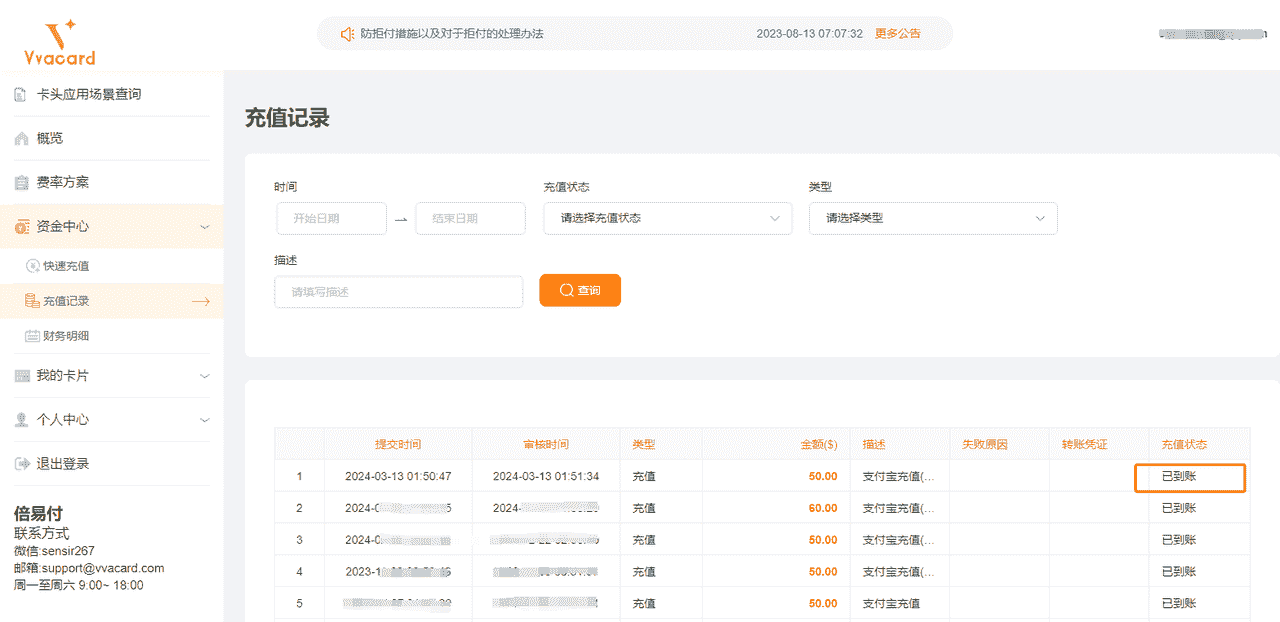 Vvacard
防拒付措施以及对于拒付的处理办法 2023-08-13 07:07:32 更多公告
卡头应用场景查询
概览
费率方案
资金中心
快速充值
充值记录
财务明细
我的卡片
个人中心
退出登录
倍易付
联系方式
微信:sensir267
邮箱:support@vvacard.com
周一至周六 9:00~ 18:00
充值记录
时间 充值状态 类型
开始日期 结束日期 请选择充值状态 请选择类型
描述
请填写描述 查询
提交时间 审核时间 类型 金额($) 描述 失败原因 转账凭证 充值状态
1 2024-03-13 01:50:47 2024-03-13 01:51:34 充值 50.00 支付宝充值(... 已到账
2 2024- 2024- 充值 60.00 支付宝充值(... 已到账
3 2024- 充值 50.00 支付宝充值(... 已到账
4 2023-1 充值 50.00 支付宝充值(... 已到账
5 充值 50.00 支付宝充值 已到账